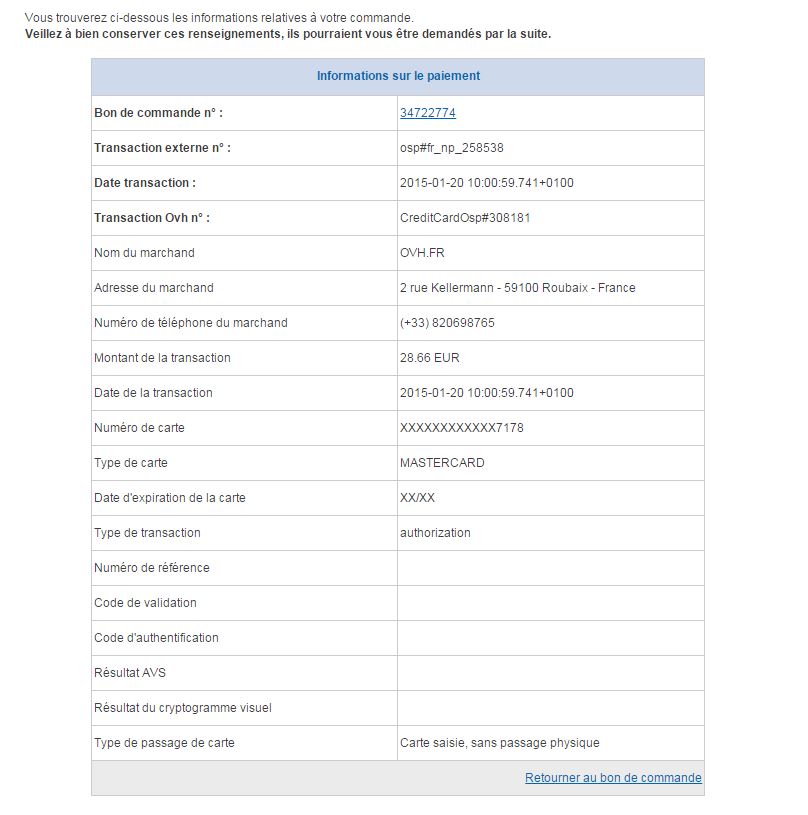 Vous trouverez ci-dessous les informations relatives à votre commande.
Veillez à bien conserver ces renseignements, ils pourraient vous être demandés par la suite.
Informations sur le paiement
Bon de commande n° : 34722774
Transaction externe n° : osp#fr_np_258538
Date transaction : 2015-01-20 10:00:59.741+0100
Transaction Ovh n° : CreditCardOsp#308181
Nom du marchand OVH.FR
Adresse du marchand 2 rue Kellermann - 59100 Roubaix - France
Numéro de téléphone du marchand (+33) 820698765
Montant de la transaction 28.66 EUR
Date de la transaction 2015-01-20 10:00:59.741+0100
Numéro de carte XXXXXXXXXXXX7178
Type de carte MASTERCARD
Date d'expiration de la carte XX/XX
Type de transaction authorization
Numéro de référence
Code de validation
Code d'authentification
Résultat AVS
Résultat du cryptogramme visuel
Type de passage de carte Carte saisie, sans passage physique
Retourner au bon de commande